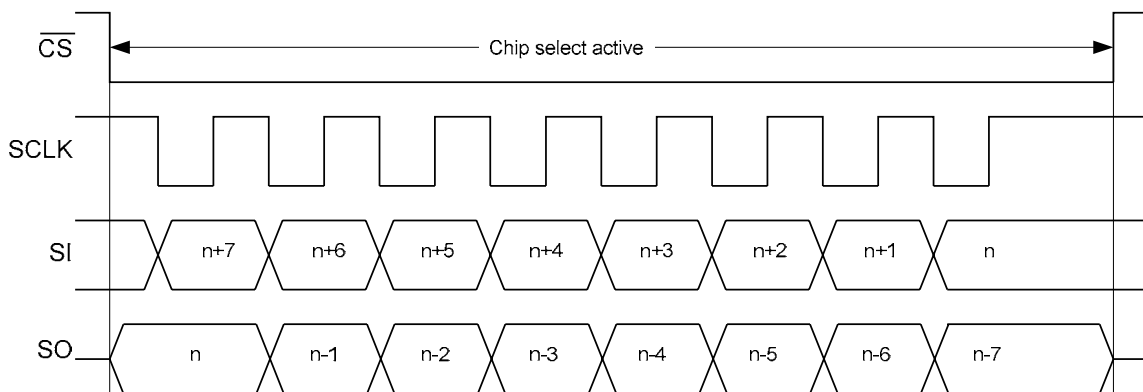 CS
Chip select active
SCLK
SI
n+7 n+6 n+5 n+4 n+3 n+2 n+1 n
SO
n n-1 n-2 n-3 n-4 n-5 n-6 n-7